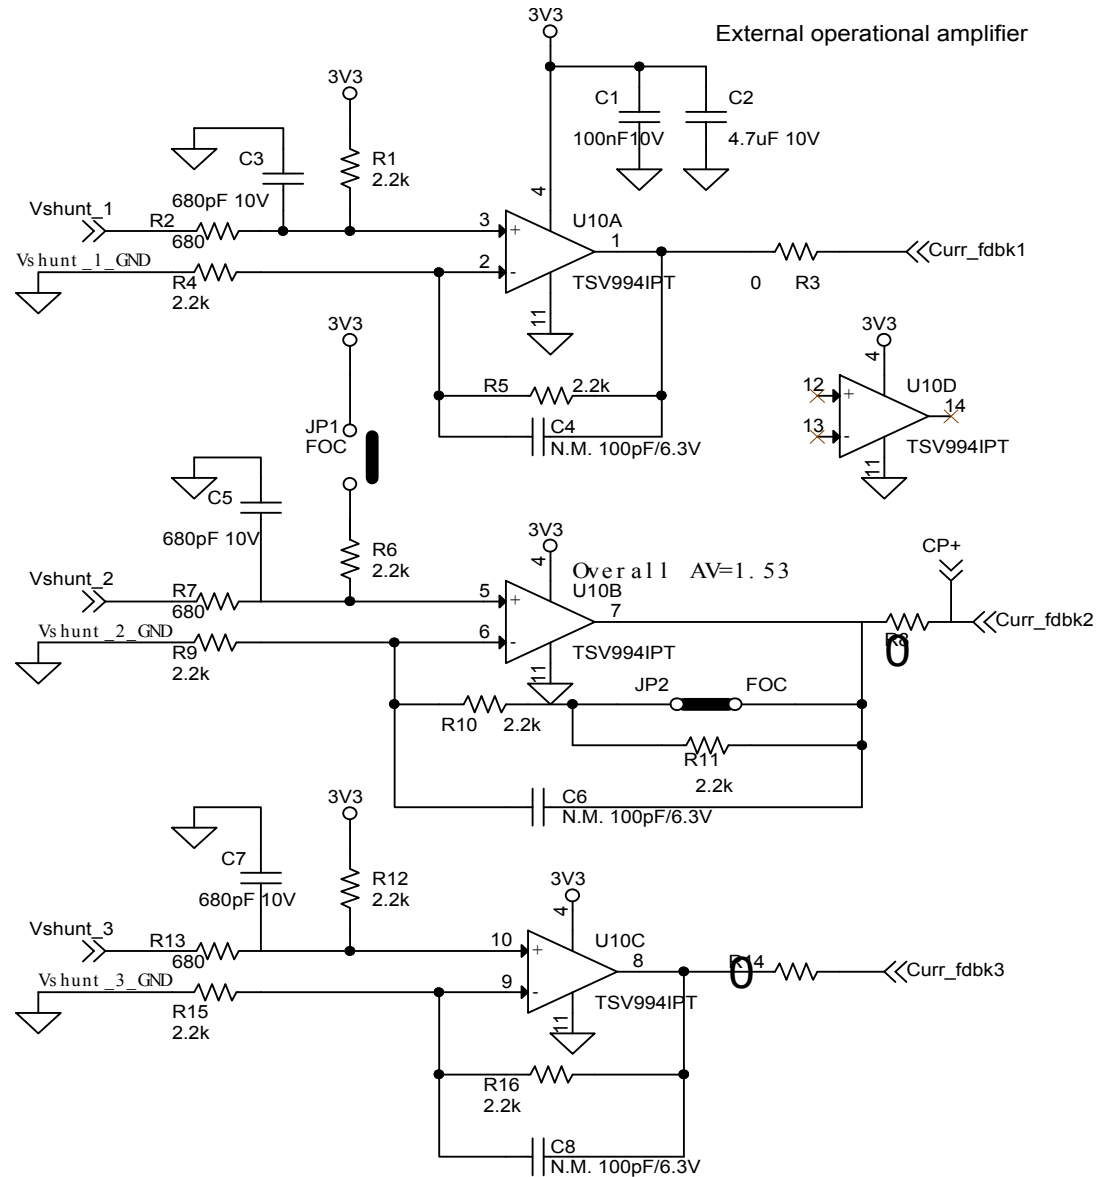 3V3
External operational amplifier
3V3
C1
C2
100nF10V
4.7uF 10V
C3
R1
2.2k
4
680pF 10V
Vshunt_1
R2
680
3
+
U10A
1
Vshunt_1_GND
2
-
Curr_fdbk1
R4
2.2k
TSV994IPT
0
R3
11
3V3
3V3
4
R5
2.2k
12
+
U10D
14
JP1
FOC
C4
N.M. 100pF/6.3V
13
-
TSV994IPT
11
C5
680pF 10V
3V3
CP+
R6
2.2k
4
Overall AV=1.53
Vshunt_2
R7
680
5
+
U10B
7
Curr_fdbk2
Vshunt_2_GND
6
-
R8
0
R9
2.2k
TSV994IPT
11
JP2
FOC
R10
2.2k
R11
2.2k
3V3
C6
N.M. 100pF/6.3V
C7
680pF 10V
R12
2.2k
3V3
4
Vshunt_3
R13
680
10
+
U10C
8
R14
0
Curr_fdbk3
Vshunt_3_GND
9
-
R15
2.2k
TSV994IPT
11
R16
2.2k
C8
N.M. 100pF/6.3V